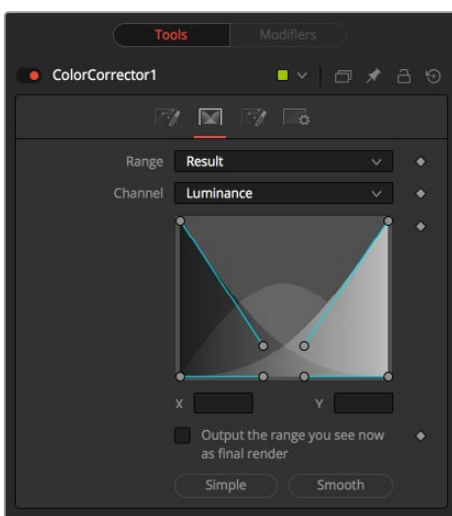 Tools Modifiers
ColorCorrector1
Range Result
Channel Luminance
X Y
Output the range you see now
as final render
Simple Smooth